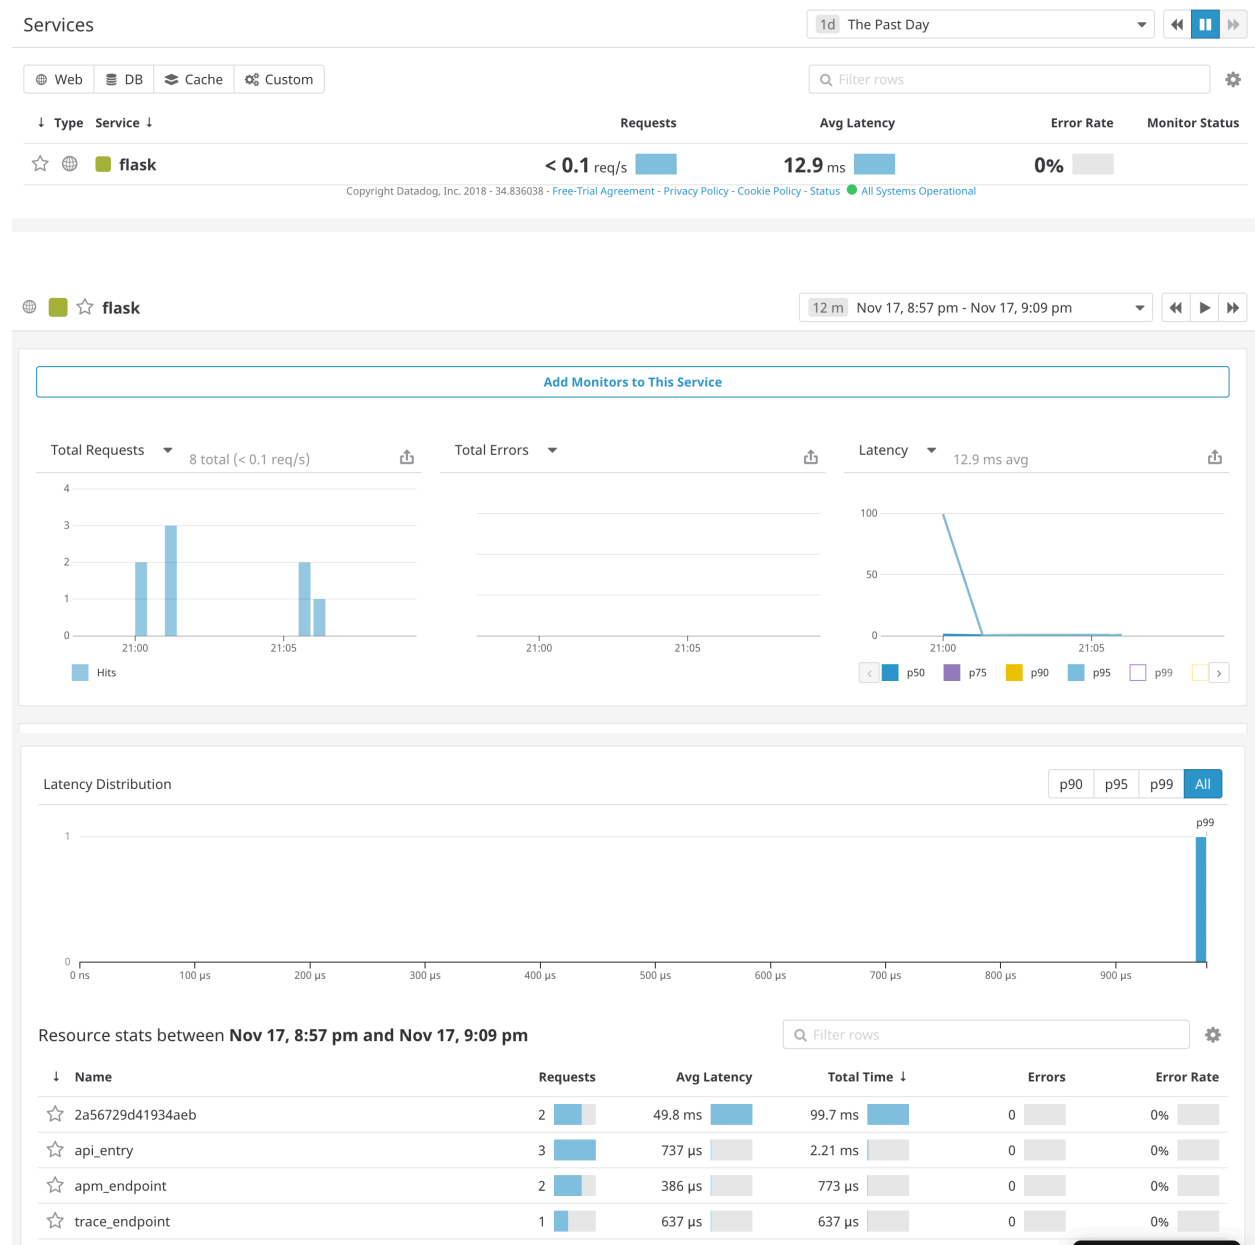 Services
1d The Past Day
Web DB Cache Custom
Filter rows
↓ Type Service ↓ Requests Avg Latency Error Rate Monitor Status
flask < 0.1 req/s 12.9 ms 0%
Copyright Datadog, Inc. 2018 - 34.836038 - Free-Trial Agreement - Privacy Policy - Cookie Policy - Status All Systems Operational
flask
12 m Nov 17, 8:57 pm - Nov 17, 9:09 pm
Add Monitors to This Service
Total Requests 8 total (< 0.1 req/s)
4
3
2
1
0
21:00 21:05
Hits
Total Errors
21:00 21:05
Latency 12.9 ms avg
100
50
0
21:00 21:05
p50 p75 p90 p95 p99
Latency Distribution
p90 p95 p99 All
p99
1
0
0 ns 100 µs 200 µs 300 µs 400 µs 500 µs 600 µs 700 µs 800 µs 900 µs
Resource stats between Nov 17, 8:57 pm and Nov 17, 9:09 pm
Filter rows
↓ Name Requests Avg Latency Total Time ↓ Errors Error Rate
2a56729d41934aeb 2 49.8 ms 99.7 ms 0 0%
api_entry 3 737 µs 2.21 ms 0 0%
apm_endpoint 2 386 µs 773 µs 0 0%
trace_endpoint 1 637 µs 637 µs 0 0%